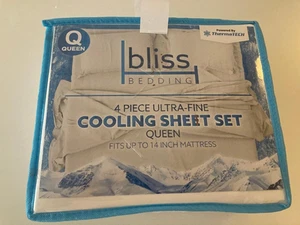 Q
QUEEN
Powered by
ThermaTECH
bliss
BEDDING
4 PIECE ULTRA-FINE
COOLING SHEET SET
QUEEN
FITS UP TO 14 INCH MATTRESS